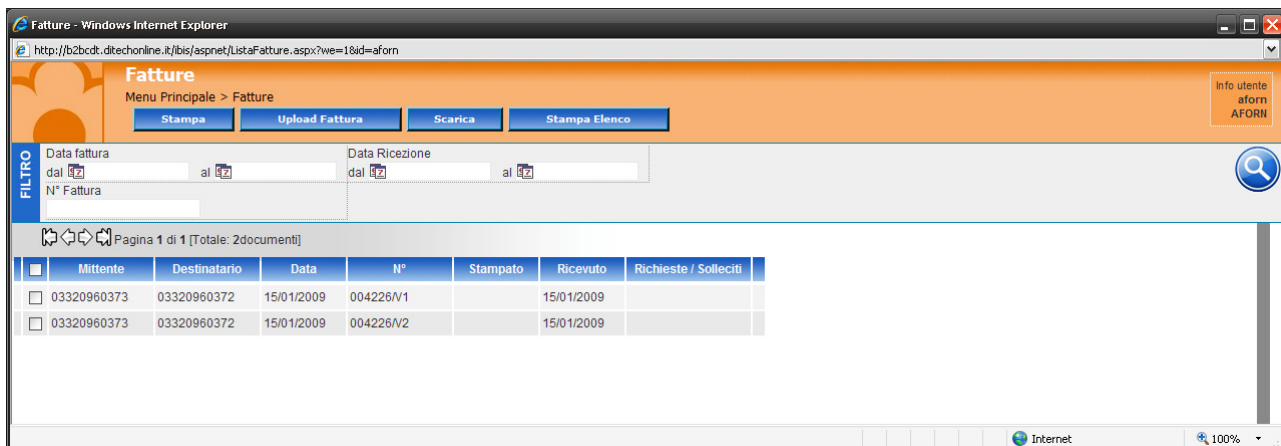 Fatture - Windows Internet Explorer
http://b2bcdt.ditechonline.it/ibis/aspnet/ListaFatture.aspx?we=1&id=aforn
Fatture
Menu Principale > Fatture
Info utente
aforn
AFORN
Stampa Upload Fattura Scarica Stampa Elenco
FILTRO
Data fattura Data Ricezione
dal al dal al
N° Fattura
Pagina 1 di 1 [Totale: 2documenti]
Mittente Destinatario Data N° Stampato Ricevuto Richieste / Solleciti
03320960373 03320960372 15/01/2009 004226/V1 15/01/2009
03320960373 03320960372 15/01/2009 004226/V2 15/01/2009
Internet 100%